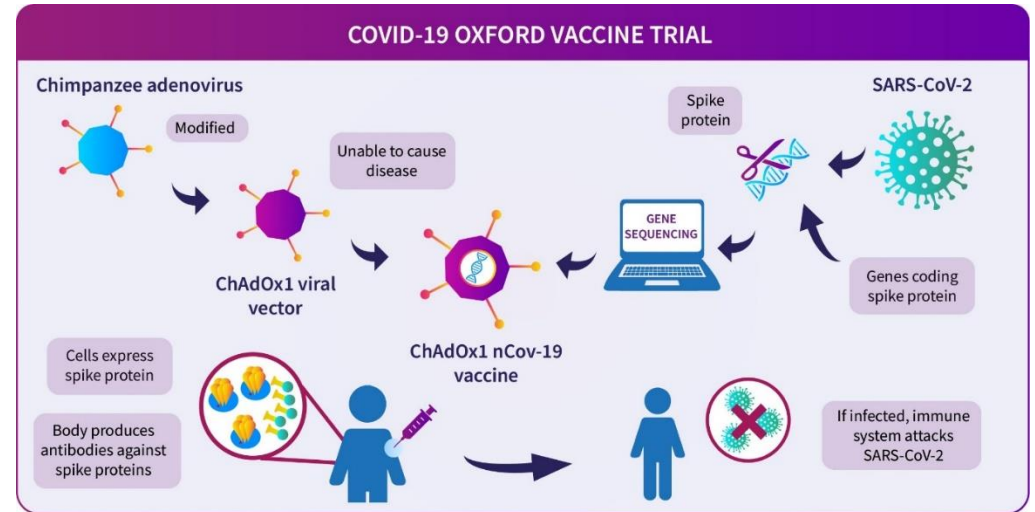 COVID-19 OXFORD VACCINE TRIAL
Chimpanzee adenovirus
Modified
Unable to cause
disease
Spike
protein
SARS-CoV-2
GENE
SEQUENCING
Genes coding
spike protein
ChAdOx1 viral
vector
ChAdOx1 nCov-19
vaccine
Cells express
spike protein
Body produces
antibodies against
spike proteins
If infected, immune
system attacks
SARS-CoV-2